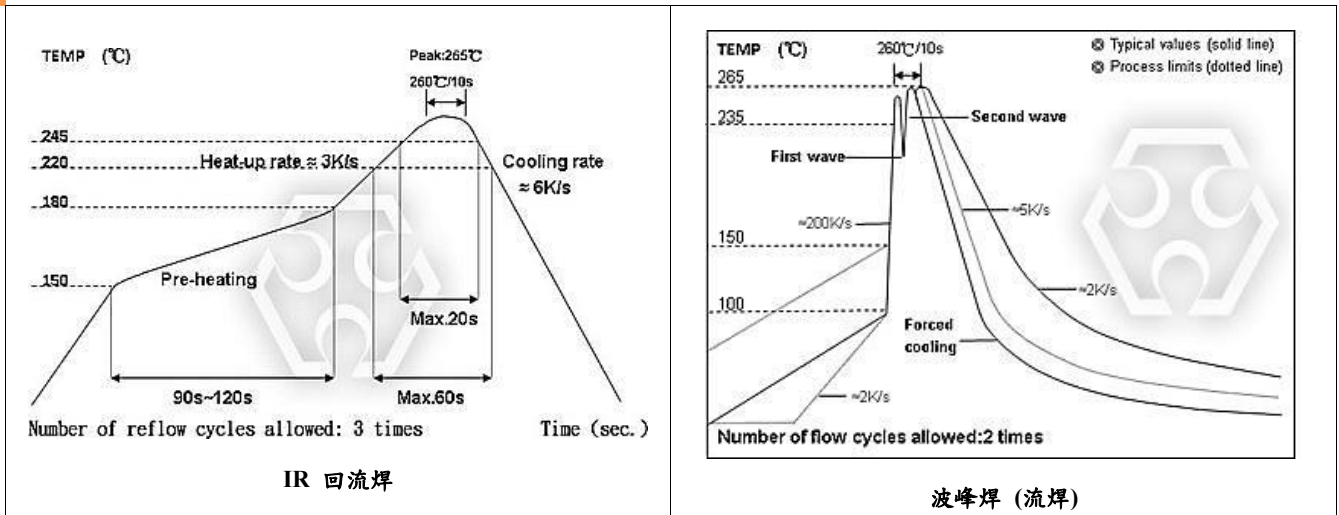 TEMP (℃)
Peak:265℃
260℃/10s
245
220
180
150
Heat-up rate ≈ 3K/s
Cooling rate
≈ 6K/s
Pre-heating
Max.20s
90s~120s
Max.60s
Number of reflow cycles allowed: 3 times
Time (sec.)
IR 回流焊
TEMP (℃)
260℃/10s
Typical values (solid line)
Process limits (dotted line)
265
235
Second wave
First wave
≈200K/s
≈5K/s
150
≈2K/s
100
Forced
cooling
≈2K/s
Number of flow cycles allowed:2 times
波峰焊 (流焊)